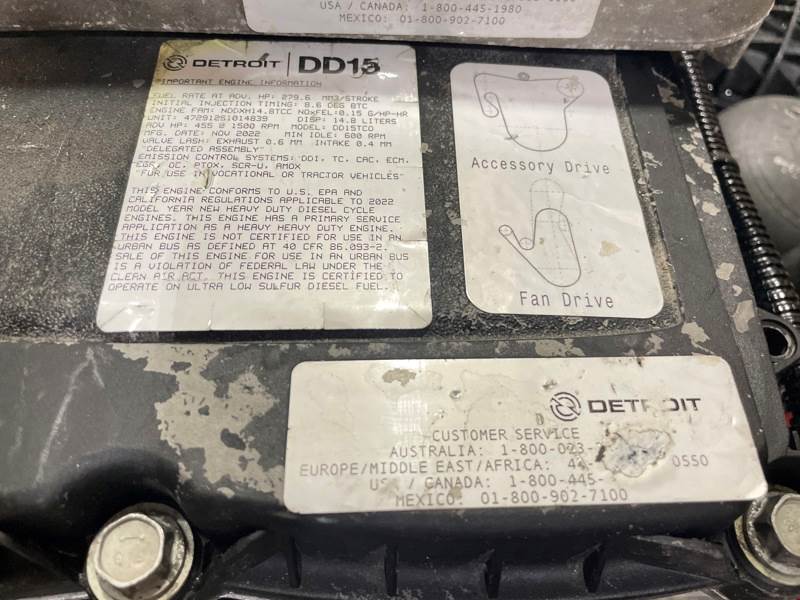 USA / CANADA: 1-800-445-1980
MEXICO: 01-800-902-7100
DETROIT DD15
*IMPORTANT ENGINE INFORMATION
FUEL RATE AT ADV. HP: 279.6 MM3/STROKE
INITIAL INJECTION TIMING: 8.6 DEG BTC
ENGINE FAM: NDDXH14.8TCC NOXFEL:0.15 G/HP-HR
UNIT: 472912S1014839 DISP: 14.8 LITERS
ADV HP: 455 @ 1500 RPM MODEL: DD15TCO
MFG. DATE: NOV 2022 MIN IDLE: 600 RPM
VALVE LASH: EXHAUST 0.6 MM INTAKE 0.4 MM
"DELEGATED ASSEMBLY"
EMISSION CONTROL SYSTEMS: DDI, TC, CAC, ECM,
EGR, OC, PTOX, SCR-U, AMOX
"FOR USE IN VOCATIONAL OR TRACTOR VEHICLES"
THIS ENGINE CONFORMS TO U.S. EPA AND
CALIFORNIA REGULATIONS APPLICABLE TO 2022
MODEL YEAR NEW HEAVY DUTY DIESEL CYCLE
ENGINES. THIS ENGINE HAS A PRIMARY SERVICE
APPLICATION AS A HEAVY HEAVY DUTY ENGINE.
THIS ENGINE IS NOT CERTIFIED FOR USE IN AN
URBAN BUS AS DEFINED AT 40 CFR 86.093-2.
SALE OF THIS ENGINE FOR USE IN AN URBAN BUS
IS A VIOLATION OF FEDERAL LAW UNDER THE
CLEAN AIR ACT. THIS ENGINE IS CERTIFIED TO
OPERATE ON ULTRA LOW SULFUR DIESEL FUEL.
Accessory Drive
Fan Drive
DETROIT
CUSTOMER SERVICE
AUSTRALIA: 1-800-023-
EUROPE/MIDDLE EAST/AFRICA: 44- 0550
USA / CANADA: 1-800-445-
MEXICO: 01-800-902-7100